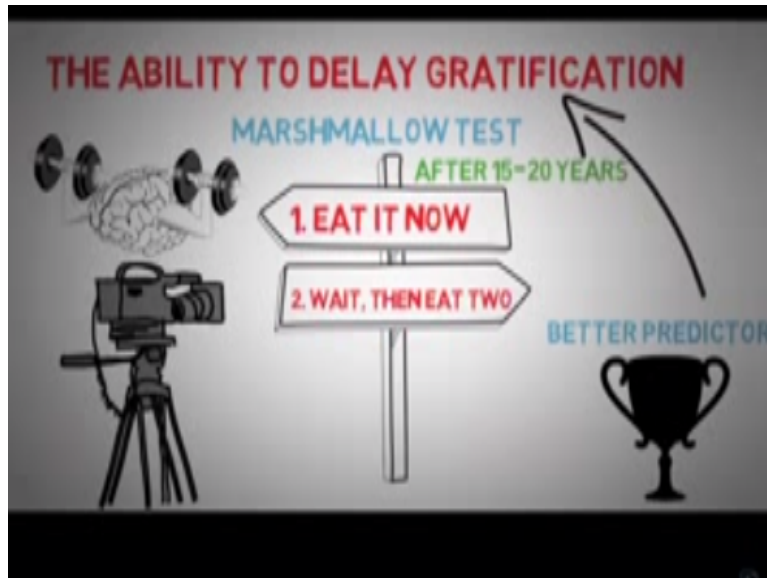 THE ABILITY TO DELAY GRATIFICATION
MARSHMALLOW TEST
AFTER 15-20 YEARS
1. EAT IT NOW
2. WAIT, THEN EAT TWO
BETTER PREDICTOR